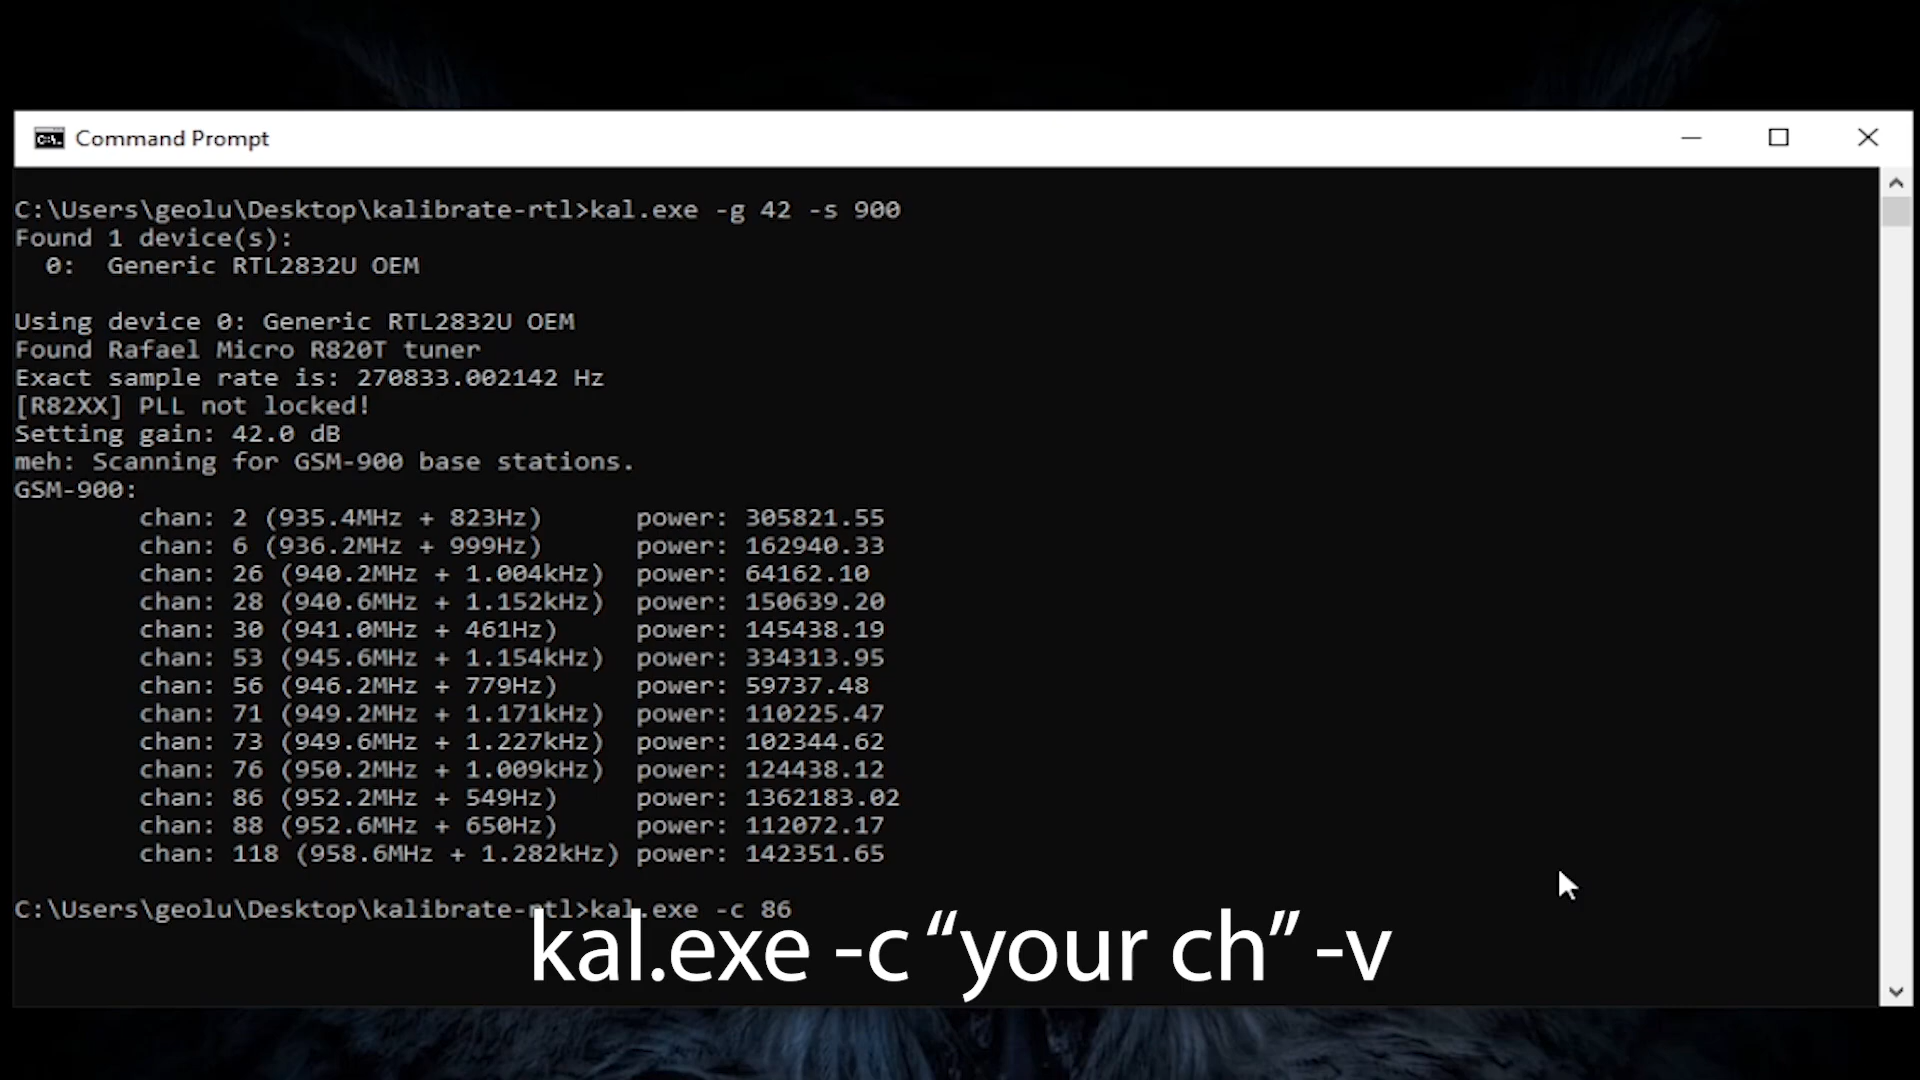 Command Prompt
C:\Users\geolu\Desktop\kalibrate-rtl>kal.exe -g 42 -s 900
Found 1 device(s):
0: Generic RTL2832U OEM
Using device 0: Generic RTL2832U OEM
Found Rafael Micro R820T tuner
Exact sample rate is: 270833.002142 Hz
[R82XX] PLL not locked!
Setting gain: 42.0 dB
meh: Scanning for GSM-900 base stations.
GSM-900:
chan: 2 (935.4MHz + 823Hz) power: 305821.55
chan: 6 (936.2MHz + 999Hz) power: 162940.33
chan: 26 (940.2MHz + 1.004kHz) power: 64162.10
chan: 28 (940.6MHz + 1.152kHz) power: 150639.20
chan: 30 (941.0MHz + 461Hz) power: 145438.19
chan: 53 (945.6MHz + 1.154kHz) power: 334313.95
chan: 56 (946.2MHz + 779Hz) power: 59737.48
chan: 71 (949.2MHz + 1.171kHz) power: 110225.47
chan: 73 (949.6MHz + 1.227kHz) power: 102344.62
chan: 76 (950.2MHz + 1.009kHz) power: 124438.12
chan: 86 (952.2MHz + 549Hz) power: 1362183.02
chan: 88 (952.6MHz + 650Hz) power: 112072.17
chan: 118 (958.6MHz + 1.282kHz) power: 142351.65
C:\Users\geolu\Desktop\kalibrate-rtl>kal.exe -c 86
kal.exe -c “your ch” -v